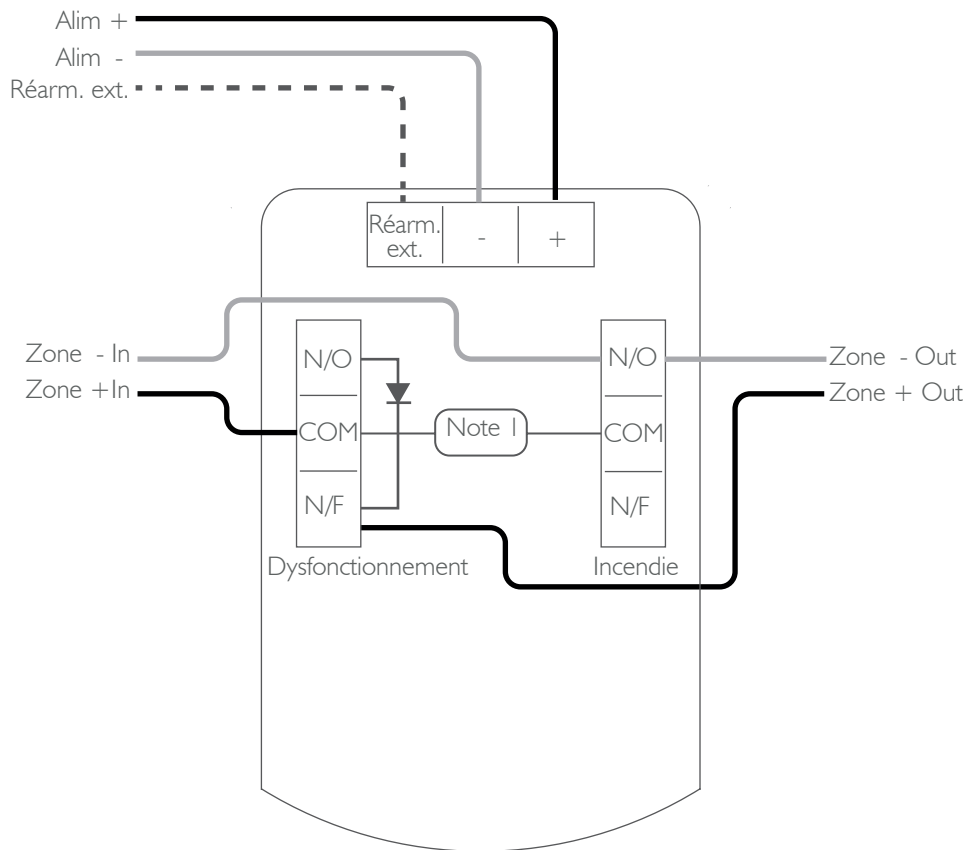 Alim +
Alim -
Réarm. ext.
Réarm.
ext.
-
+
Zone - In
Zone +In
N/O
COM
N/F
Note 1
N/O
COM
N/F
Zone - Out
Zone + Out
Dysfonctionnement
Incendie